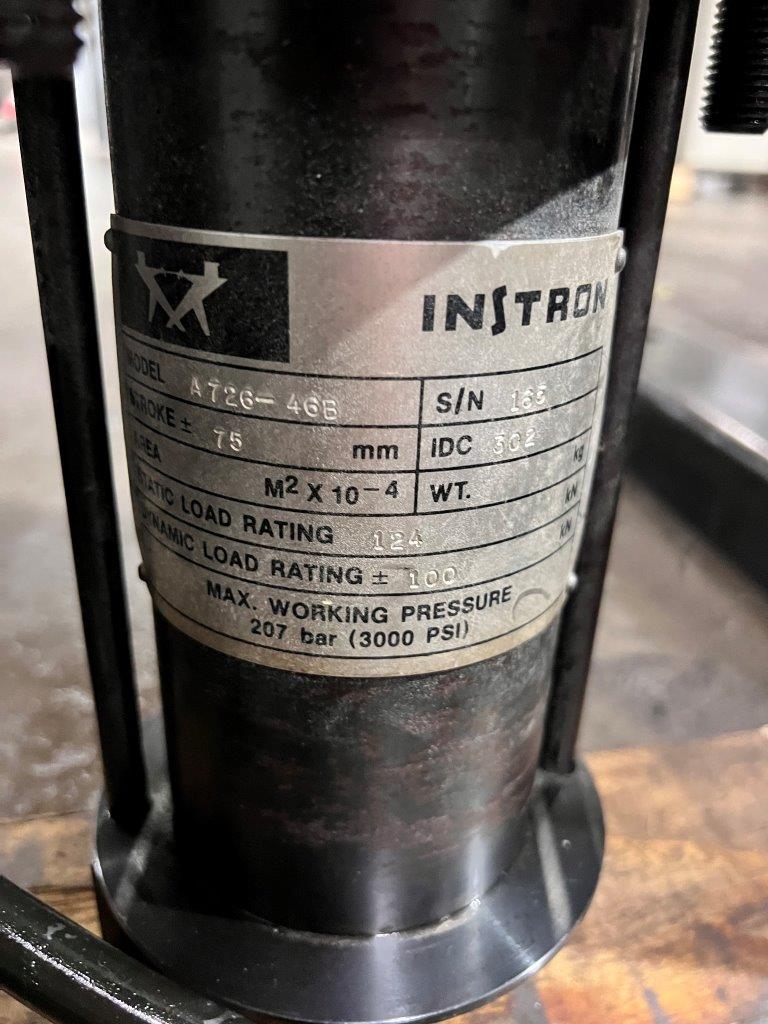 INSTRON
MODEL A726-46B S/N 165
STROKE ± 75 mm IDC 302
AREA M² X 10⁻⁴ WT. kg
STATIC LOAD RATING 124 kN
DYNAMIC LOAD RATING ± 100 kN
MAX. WORKING PRESSURE
207 bar (3000 PSI)